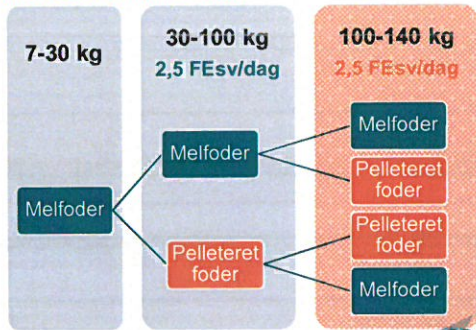 7-30 kg
30-100 kg
2,5 FEsv/dag
100-140 kg
2,5 FEsv/dag
Melfoder
Melfoder
Pelleteret
foder
Melfoder
Pelleteret
foder
Pelleteret
foder
Melfoder